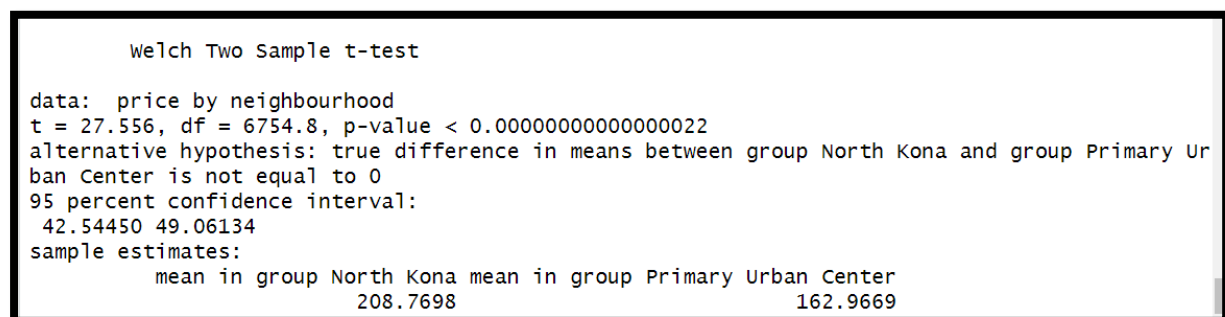 Welch Two Sample t-test
data:  price by neighbourhood
t = 27.556, df = 6754.8, p-value < 0.00000000000000022
alternative hypothesis: true difference in means between group North Kona and group Primary Ur
ban Center is not equal to 0
95 percent confidence interval:
 42.54450 49.06134
sample estimates:
mean in group North Kona mean in group Primary Urban Center
208.7698 162.9669